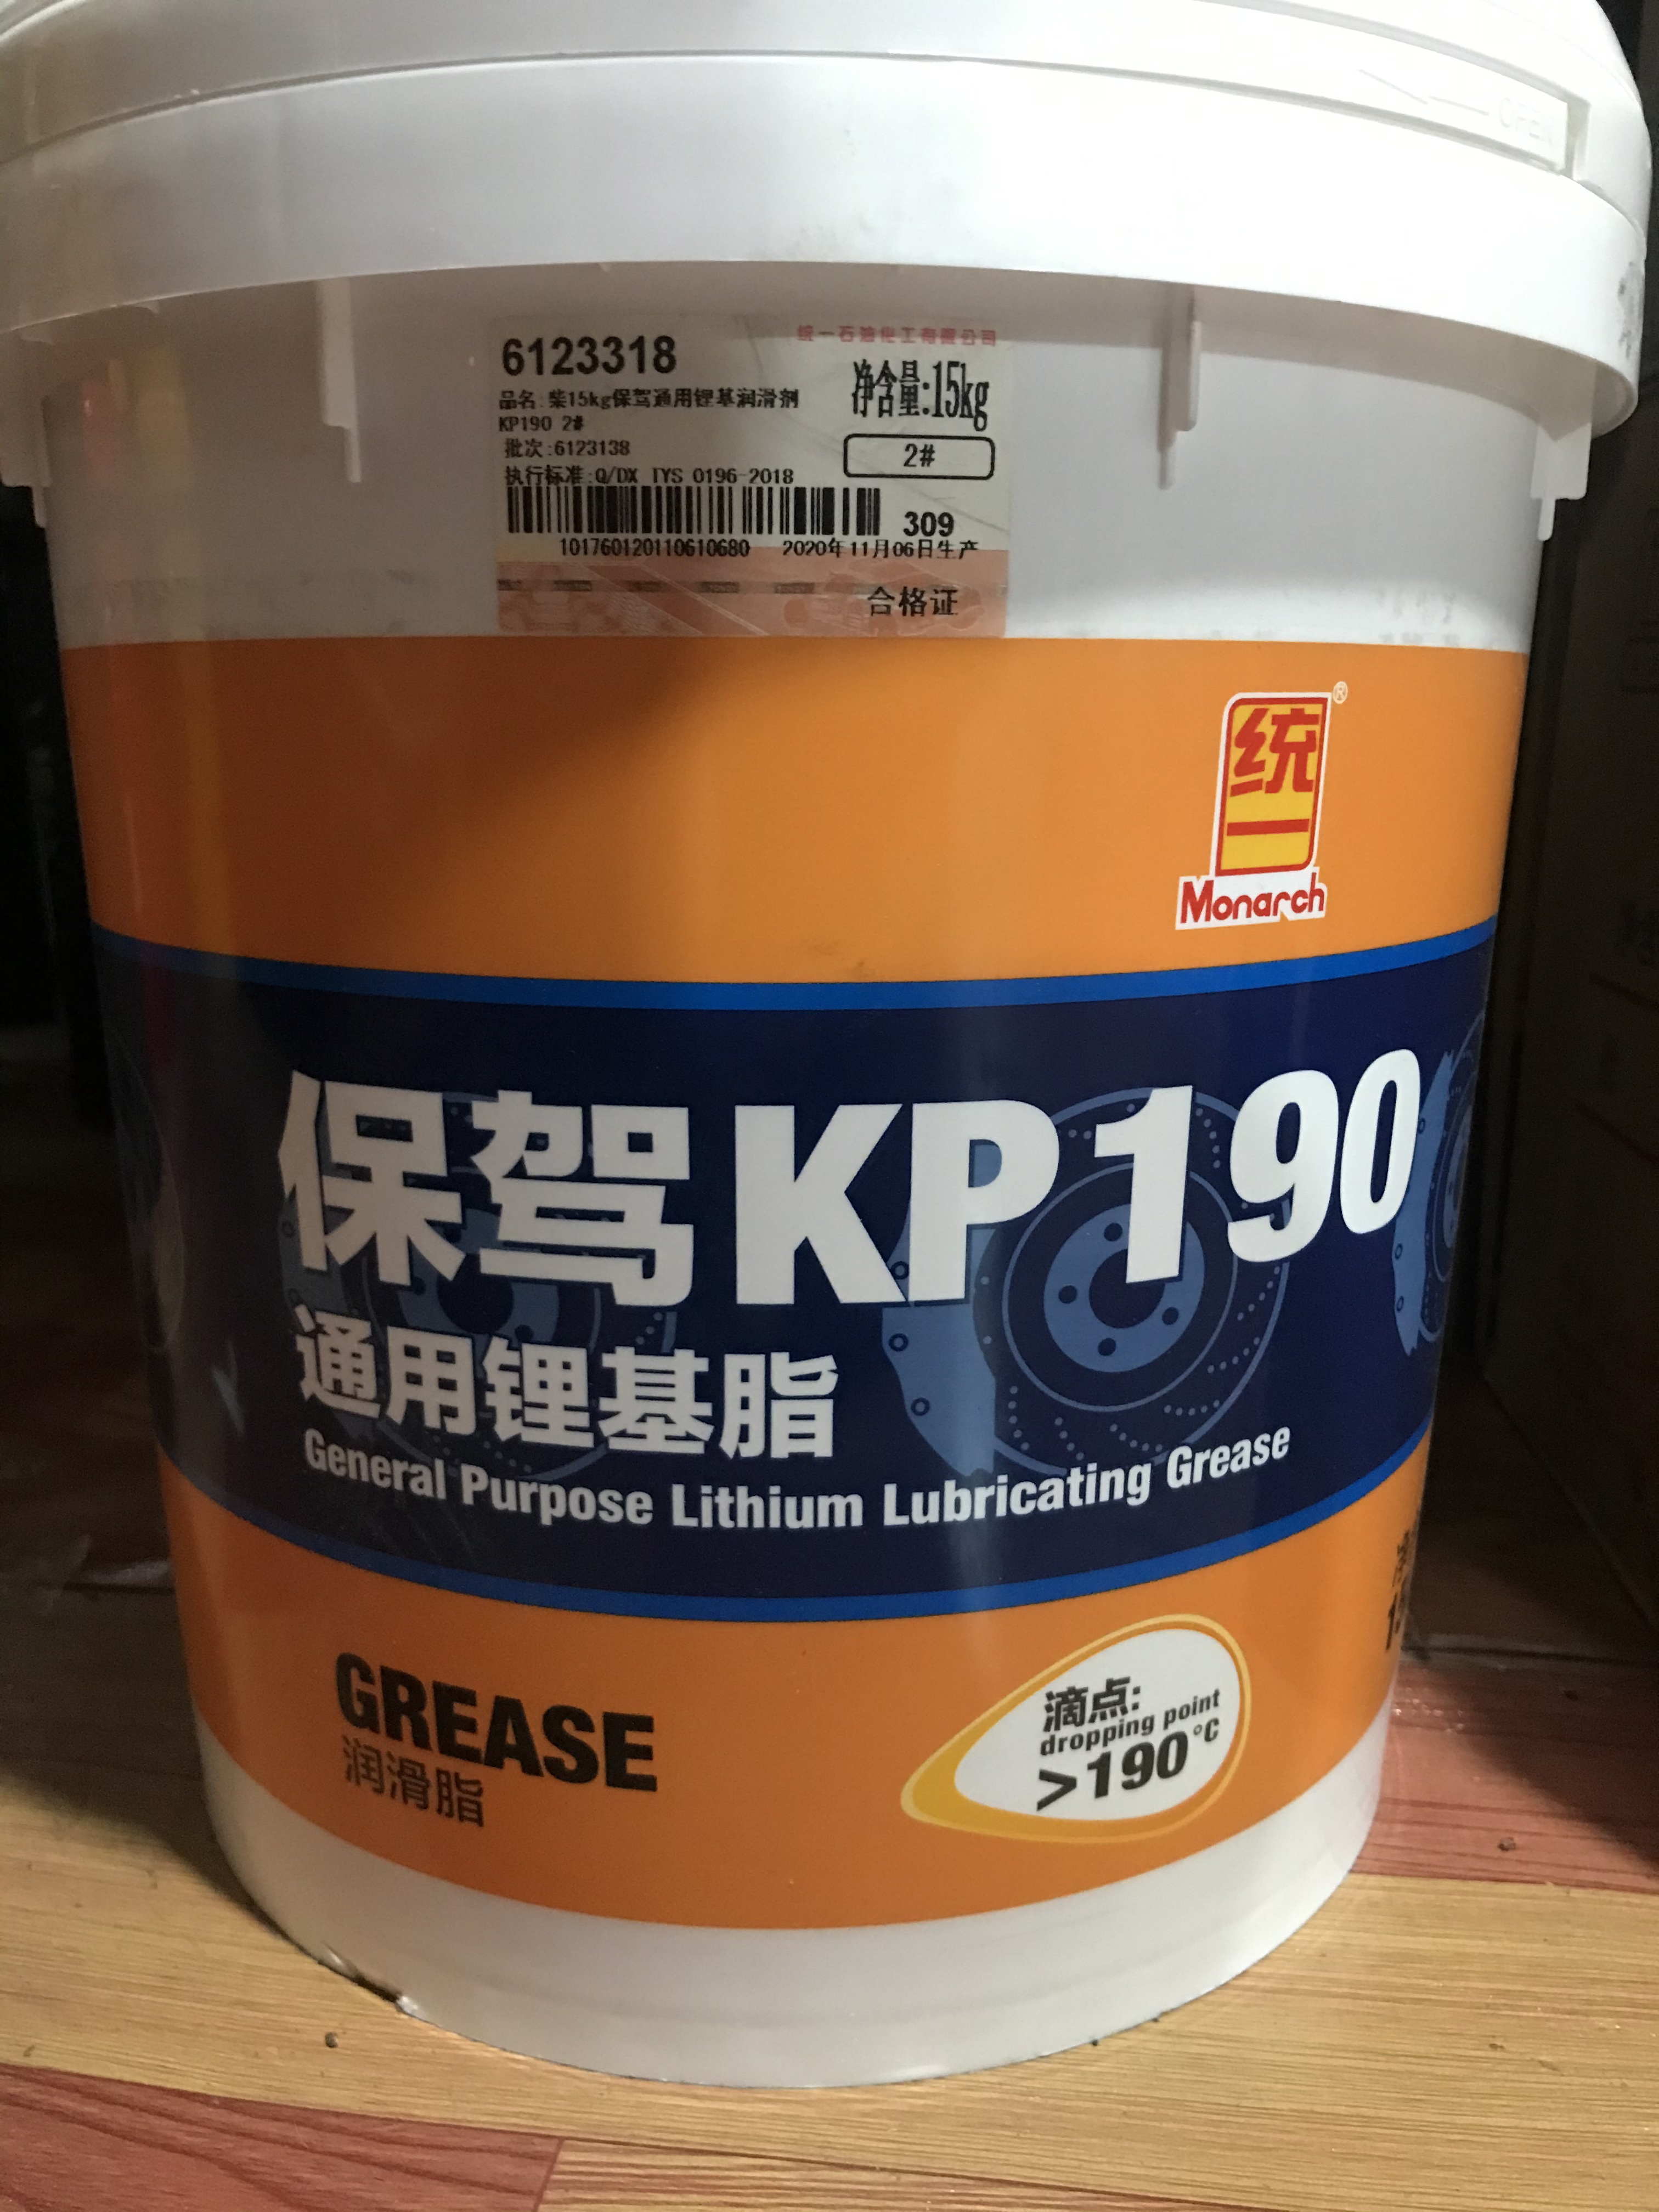 OPEN
统一石油化工有限公司
6123318
净含量:15kg
品名:柴15kg保驾通用锂基润滑剂
KP190 2#
2#
批次:6123138
执行标准:Q/DX TYS 0196-2018
309
101760120110610680 2020年11月06日生产
合格证
统一®
Monarch
保驾KP190
通用锂基脂
General Purpose Lithium Lubricating Grease
GREASE
润滑脂
滴点:
dropping point
>190℃